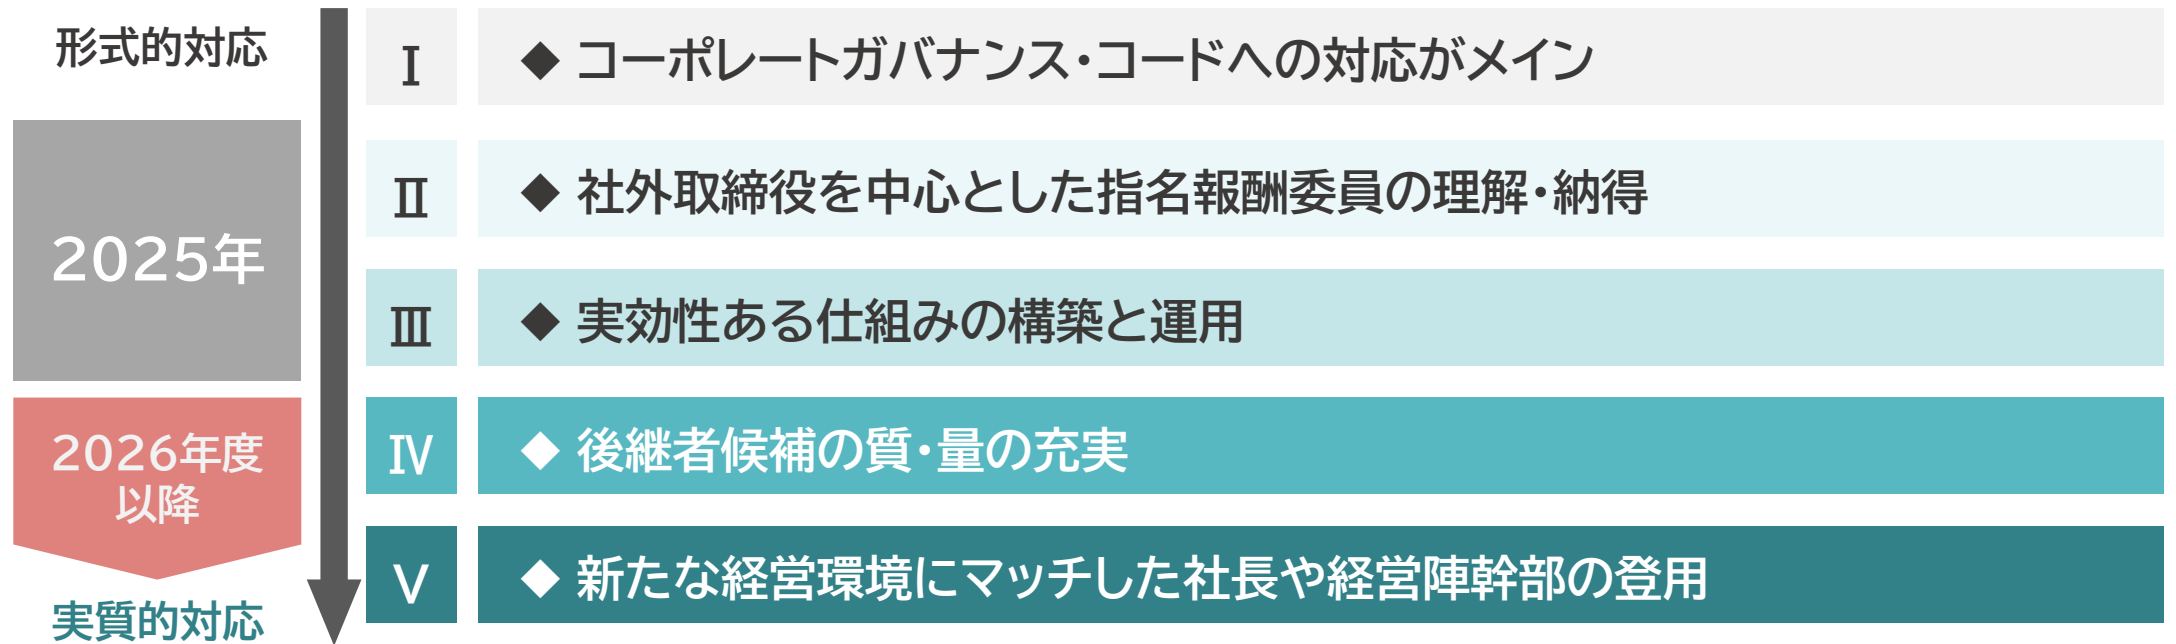 形式的対応
Ⅰ
◆ コーポレートガバナンス・コードへの対応がメイン
2025年
Ⅱ
◆ 社外取締役を中心とした指名報酬委員の理解・納得
Ⅲ
◆ 実効性ある仕組みの構築と運用
2026年度
以降
Ⅳ
◆ 後継者候補の質・量の充実
Ⅴ
◆ 新たな経営環境にマッチした社長や経営陣幹部の登用
実質的対応